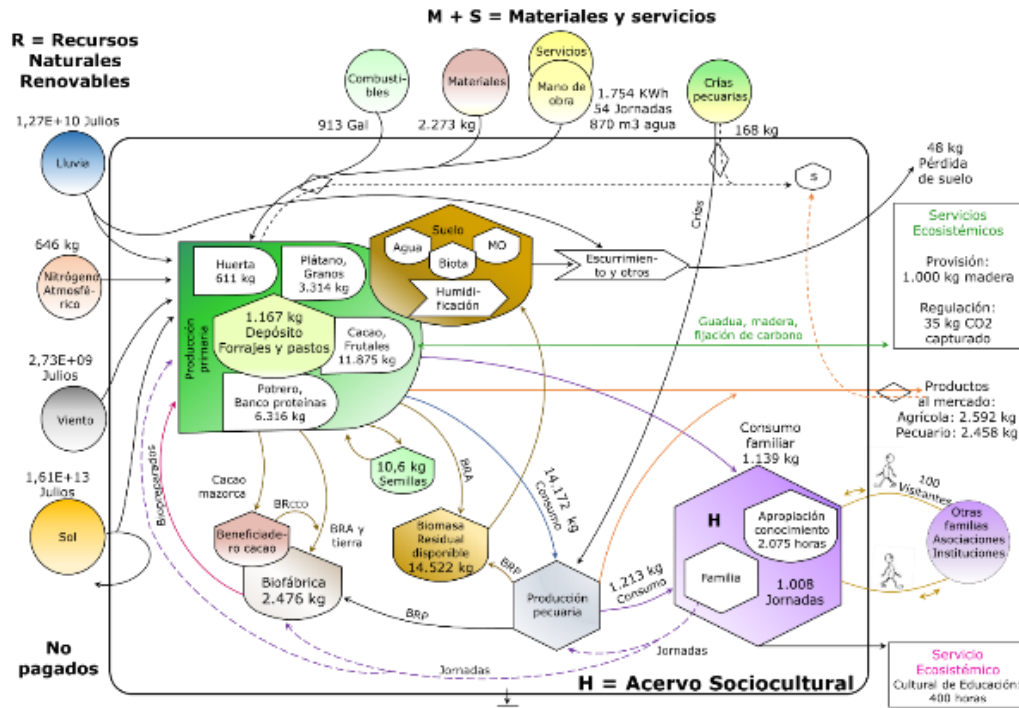 M + S = Materiales y servicios
R = Recursos
Naturales
Renovables
1,27E+10 Julios
Lluvia
646 kg
Nitrógeno
Atmosfé-
rico
2,73E+09
Julios
Viento
1,61E+13
Julios
Sol
No
pagados
Combusti-
bles
913 Gal
Materiales
2.273 kg
Servicios
Mano de
obra
1.754 KWh
54 Jornadas
870 m3 agua
Crías
pecuarias
168 kg
Crías
S
48 kg
Pérdida
de suelo
Producción
primaria
Huerta
611 kg
Plátano,
Granos
3.314 kg
1.167 kg
Depósito
Forrajes y pastos
Cacao,
Frutales
11.875 kg
Potrero,
Banco proteínas
6.316 kg
Suelo
Agua
MO
Biota
Humidi-
ficación
Escurrimien-
to y otros
Servicios
Ecosistémicos
Provisión:
1.000 kg madera
Regulación:
35 kg CO2
capturado
Guadua, madera,
fijación de carbono
Productos
al mercado:
Agrícola: 2.592 kg
Pecuario: 2.458 kg
Biopreparados
Cacao
mazorca
BRcco
Beneficiade-
ro cacao
BRA y
tierra
Biofábrica
2.476 kg
10,6 kg
Semillas
BRA
Biomasa
Residual
disponible
14.522 kg
BRP
BRP
14.172 kg
Consumo
Producción
pecuaria
1.213 kg
Consumo
Consumo
familiar
1.139 kg
H
Apropiación
conocimiento
2.075 horas
Familia
1.008
Jornadas
100
Visitantes
Otras
familias
Asociaciones
Instituciones
Jornadas
Jornadas
H = Acervo Sociocultural
Servicio
Ecosistémico
Cultural de Educación:
400 horas